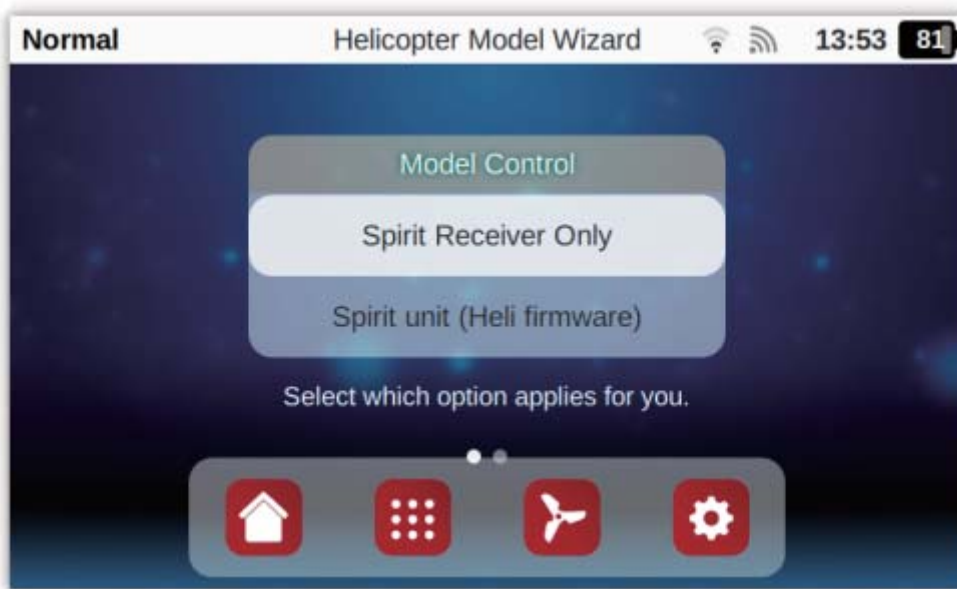 Normal Helicopter Model Wizard 13:53 81
Model Control
Spirit Receiver Only
Spirit unit (Heli firmware)
Select which option applies for you.